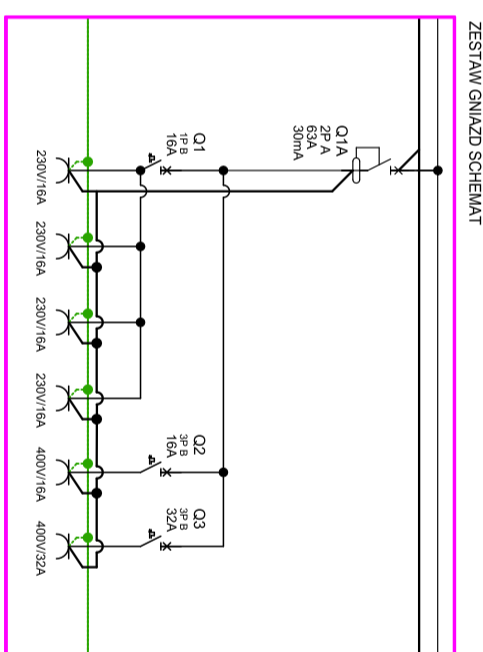 ZESTAW GNIAZD SCHEMAT
Q1A
2P A
63A
30mA
Q1
1P B
16A
Q2
3P B
16A
Q3
3P B
32A
230V/16A
230V/16A
230V/16A
230V/16A
400V/16A
400V/32A